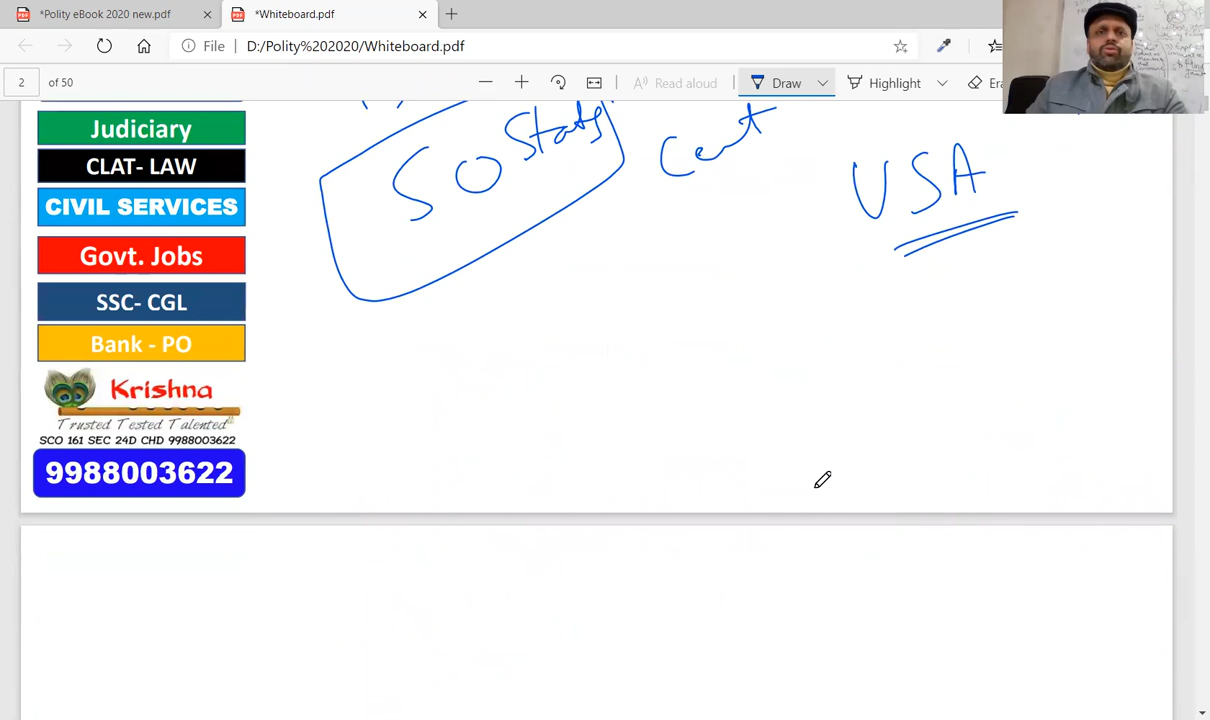 *Polity eBook 2020 new.pdf
*Whiteboard.pdf
File
D:/Polity%202020/Whiteboard.pdf
2
of 50
Read aloud
Draw
Highlight
Era
50 States
Cent
USA
Judiciary
CLAT- LAW
CIVIL SERVICES
Govt. Jobs
SSC- CGL
Bank - PO
Krishna
Trusted Tested Talented
SCO 161 SEC 24D CHD 9988003622
9988003622